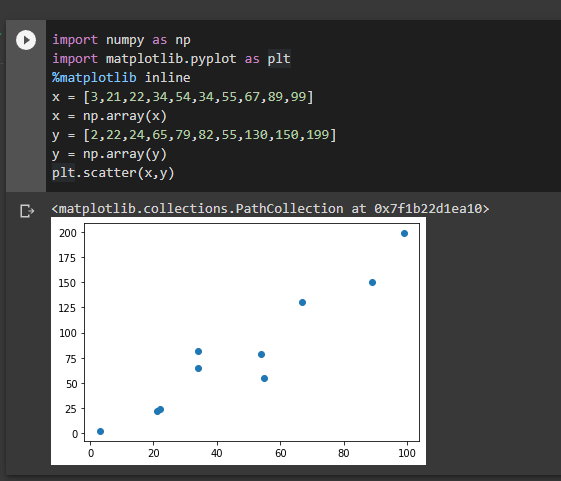 import numpy as np
import matplotlib.pyplot as plt
%matplotlib inline
x = [3,21,22,34,54,34,55,67,89,99]
x = np.array(x)
y = [2,22,24,65,79,82,55,130,150,199]
y = np.array(y)
plt.scatter(x,y)
<matplotlib.collections.PathCollection at 0x7f1b22d1ea10>
200
175
150
125
100
75
50
25
0
0 20 40 60 80 100